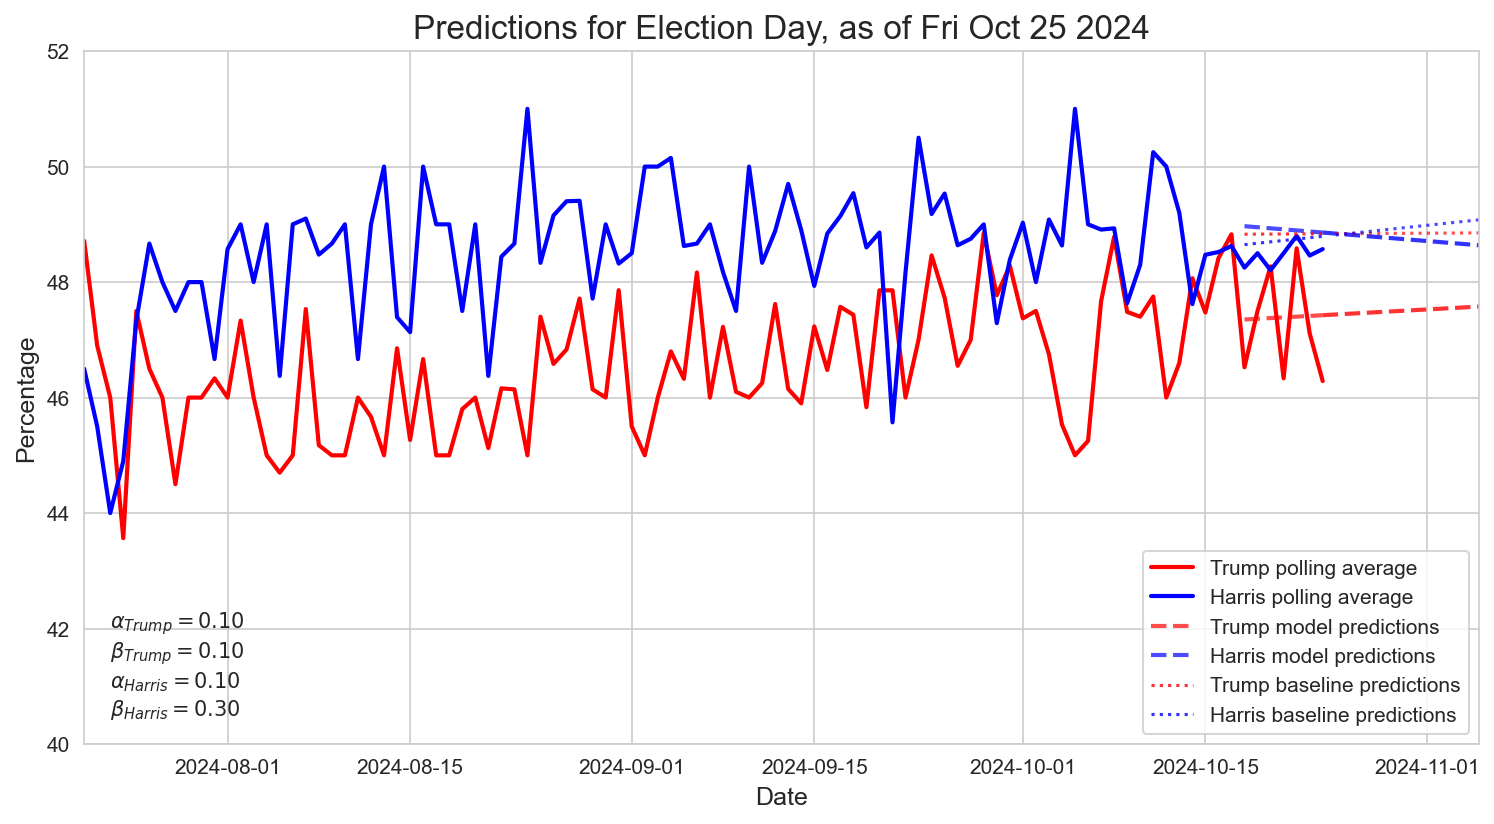 Predictions for Election Day, as of Fri Oct 25 2024
52
50
48
46
44
42
40
Percentage
α_Trump = 0.10
β_Trump = 0.10
α_Harris = 0.10
β_Harris = 0.30
Trump polling average
Harris polling average
Trump model predictions
Harris model predictions
Trump baseline predictions
Harris baseline predictions
2024-08-01 2024-08-15 2024-09-01 2024-09-15 2024-10-01 2024-10-15 2024-11-01
Date